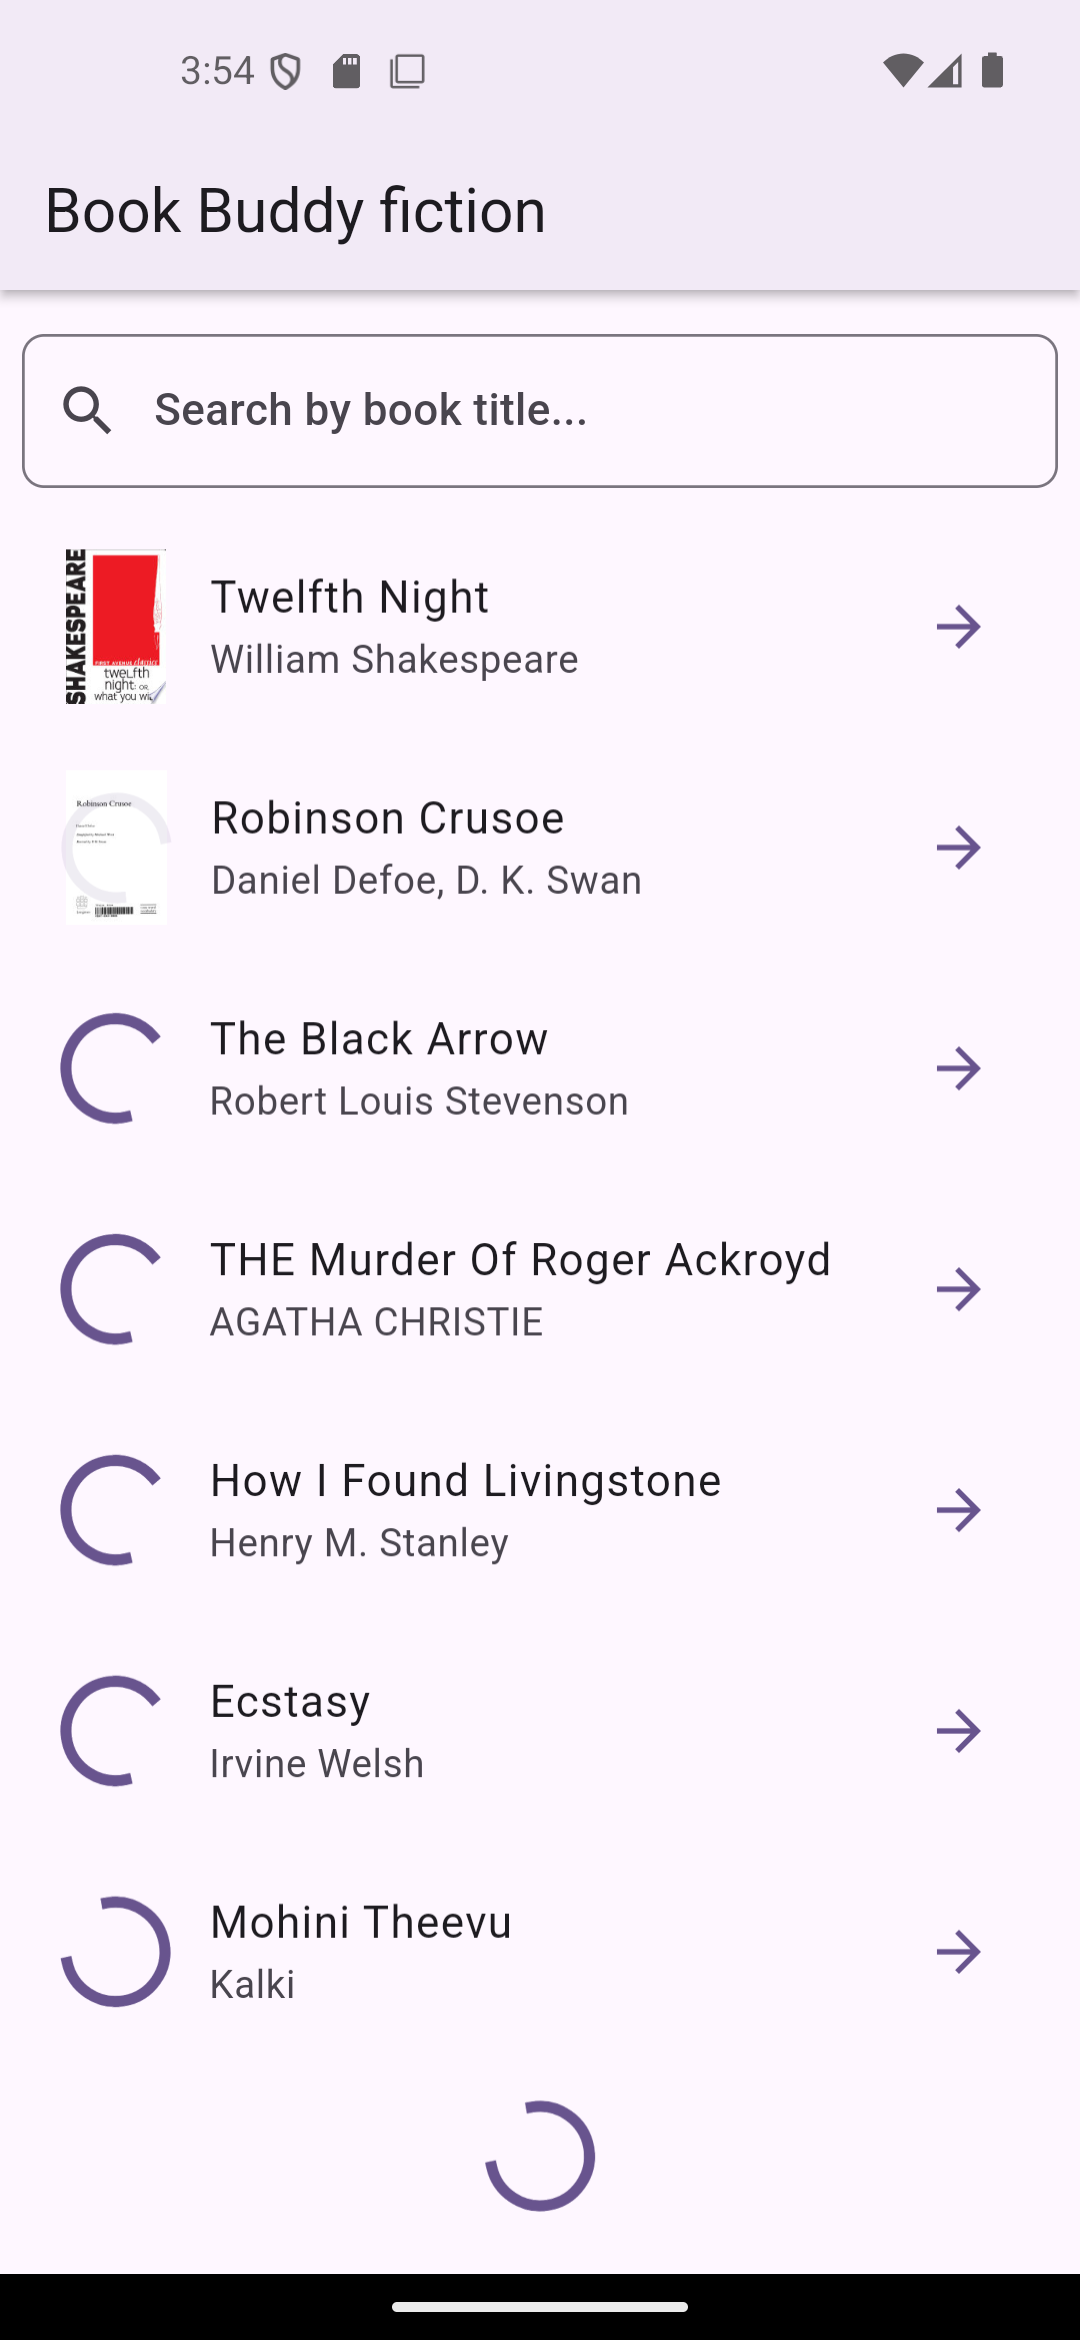 3:54
Book Buddy fiction
Search by book title...
SHAKESPEARE
FIRST AVENUE classics
twelfth
night: OR,
what you
Twelfth Night
William Shakespeare
Robinson Crusoe
Robinson Crusoe
Daniel Defoe, D. K. Swan
The Black Arrow
Robert Louis Stevenson
THE Murder Of Roger Ackroyd
AGATHA CHRISTIE
How I Found Livingstone
Henry M. Stanley
Ecstasy
Irvine Welsh
Mohini Theevu
Kalki